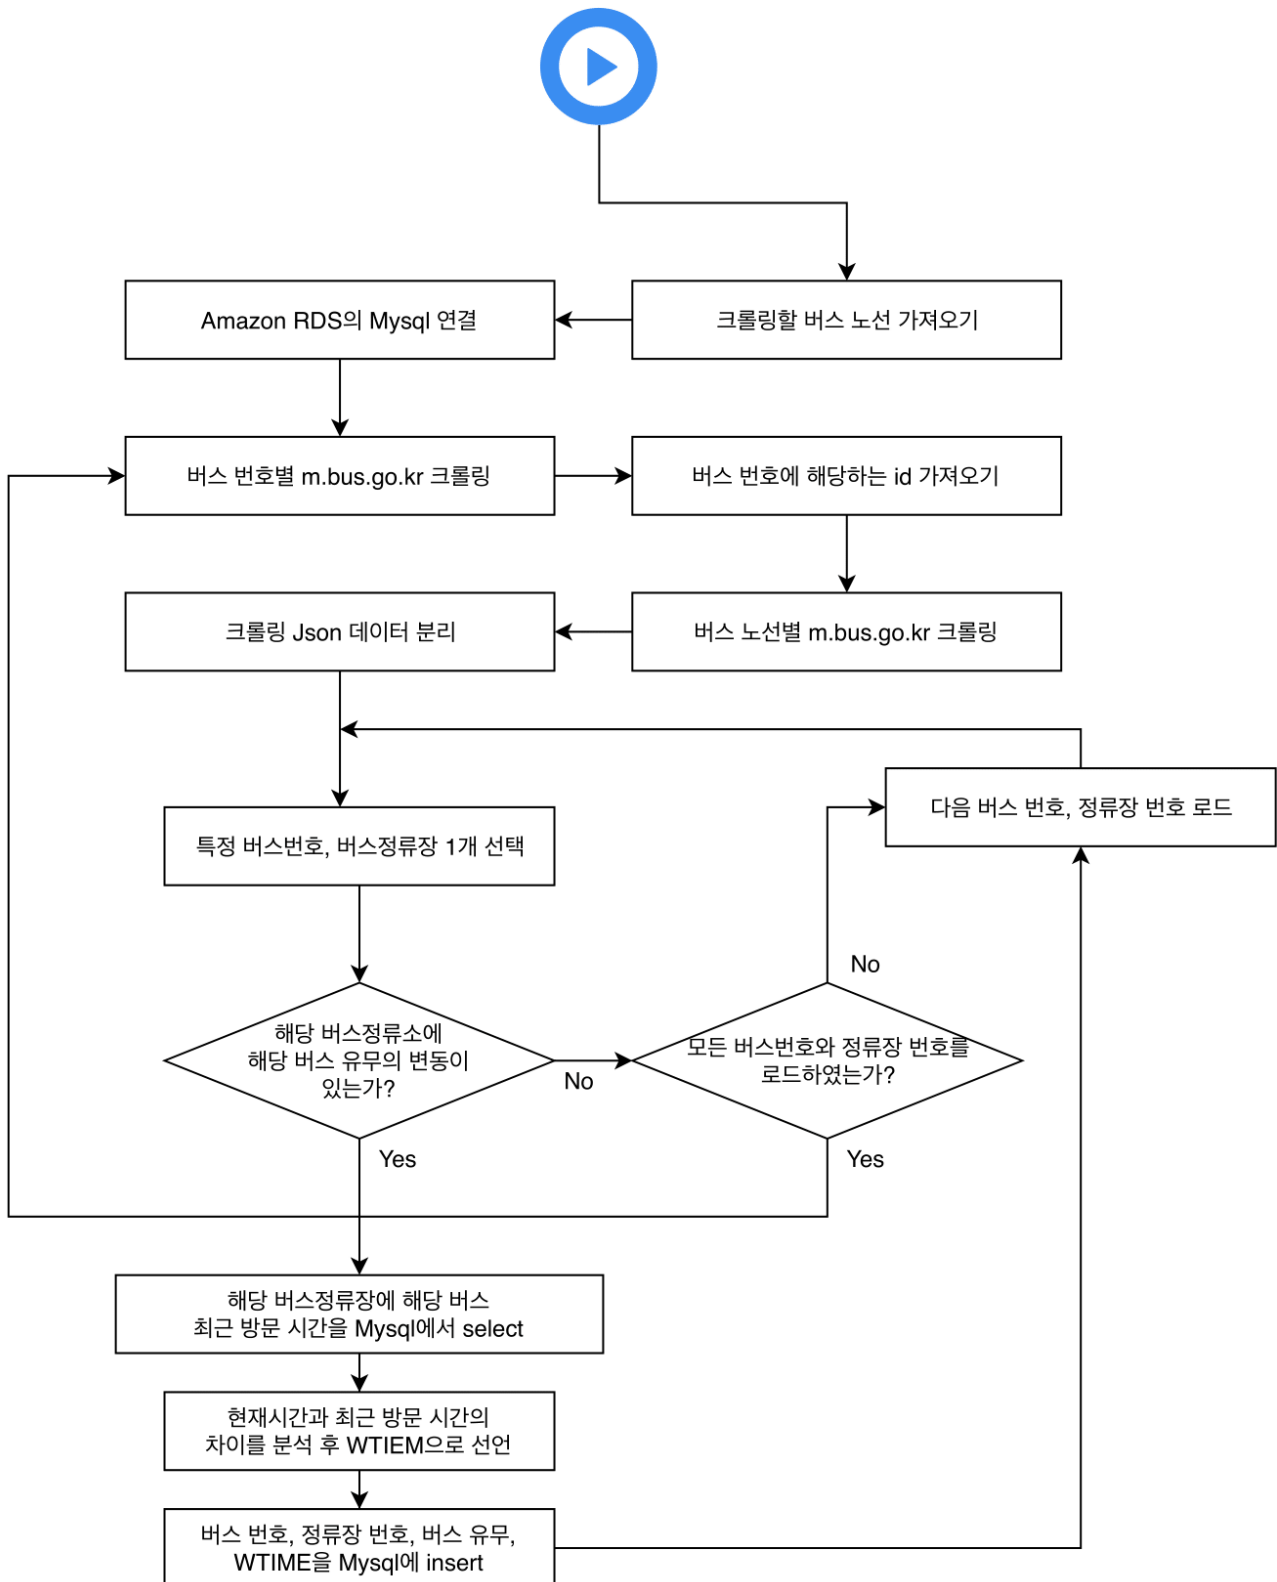 크롤링할 버스 노선 가져오기
Amazon RDS의 Mysql 연결
버스 번호별 m.bus.go.kr 크롤링
버스 번호에 해당하는 id 가져오기
버스 노선별 m.bus.go.kr 크롤링
크롤링 Json 데이터 분리
다음 버스 번호, 정류장 번호 로드
특정 버스번호, 버스정류장 1개 선택
해당 버스정류소에
해당 버스 유무의 변동이
있는가?
No
모든 버스번호와 정류장 번호를
로드하였는가?
No
Yes
Yes
해당 버스정류장에 해당 버스
최근 방문 시간을 Mysql에서 select
현재시간과 최근 방문 시간의
차이를 분석 후 WTIEM으로 선언
버스 번호, 정류장 번호, 버스 유무,
WTIME을 Mysql에 insert